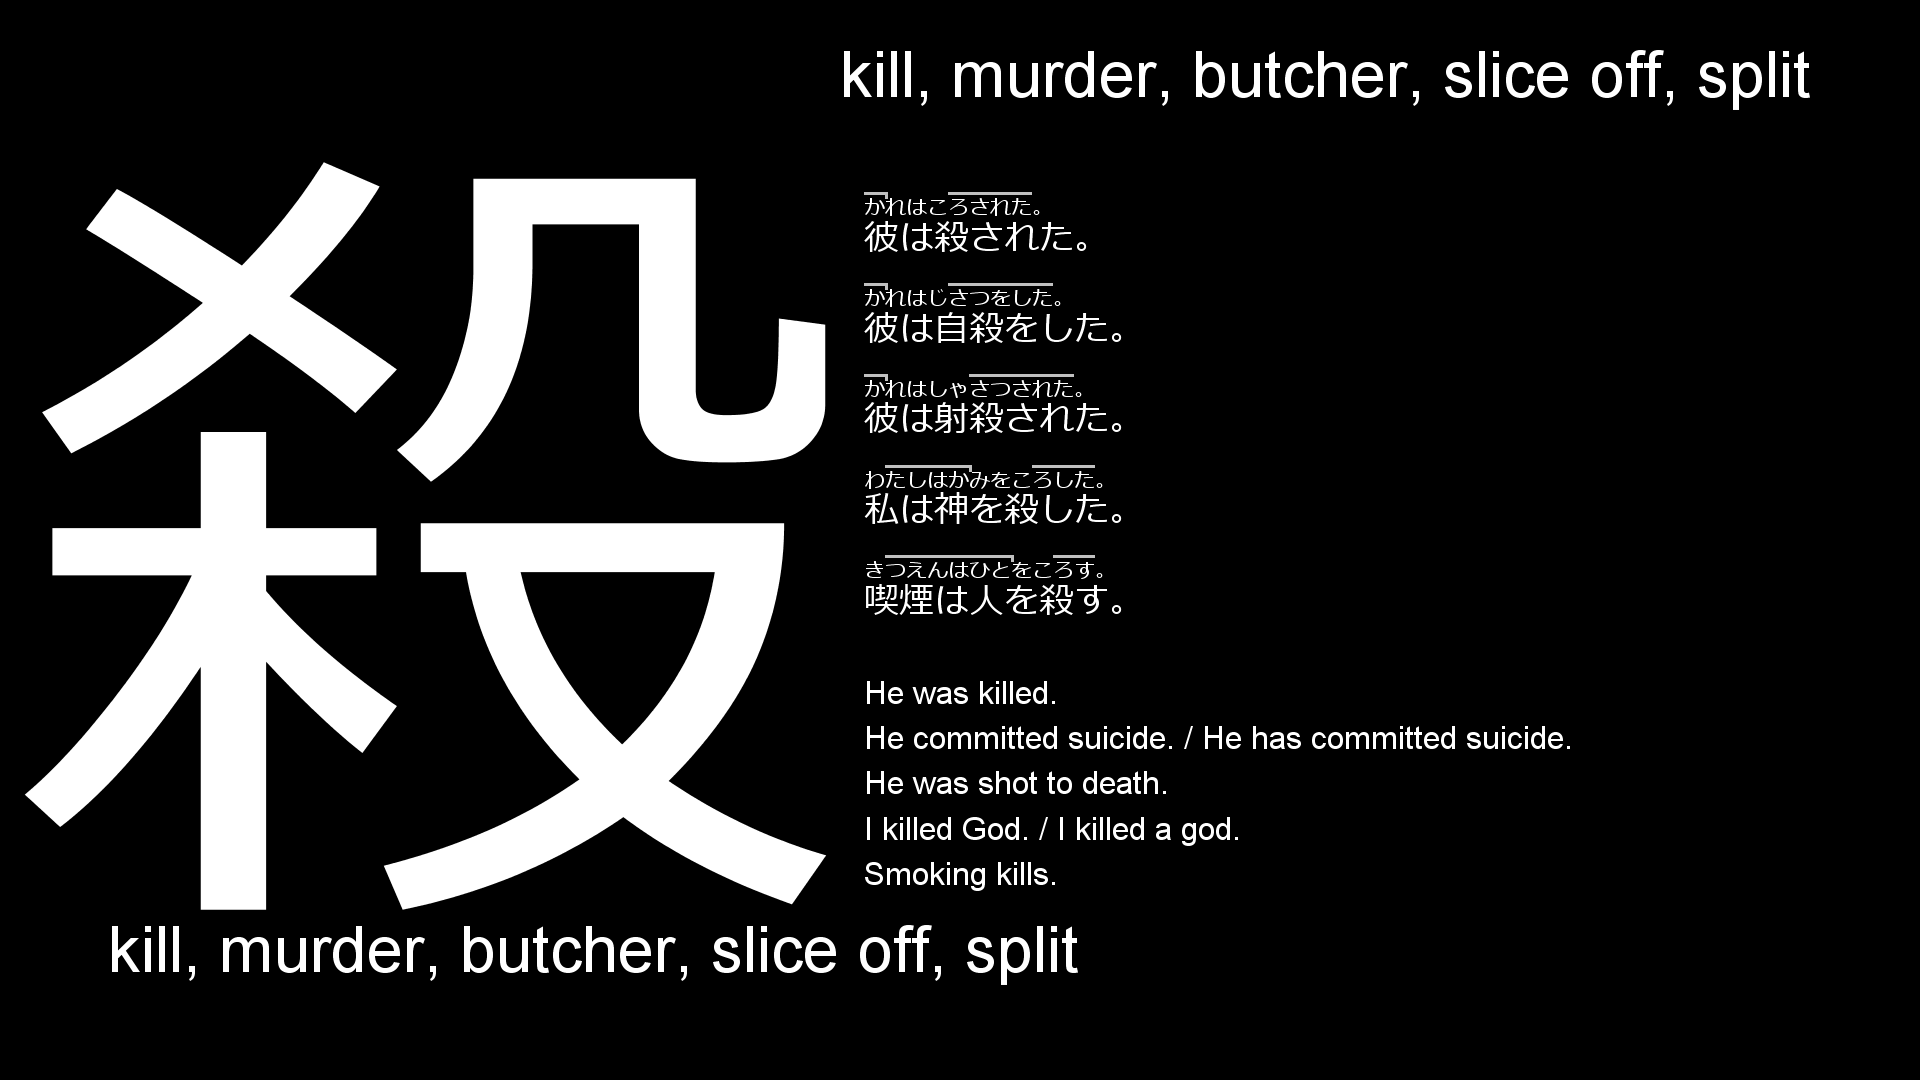 kill, murder, butcher, slice off, split
殺
かれはころされた。
彼は殺された。
かれはじさつをした。
彼は自殺をした。
かれはしゃさつされた。
彼は射殺された。
わたしはかみをころした。
私は神を殺した。
きつえんはひとをころす。
喫煙は人を殺す。
He was killed.
He committed suicide. / He has committed suicide.
He was shot to death.
I killed God. / I killed a god.
Smoking kills.
kill, murder, butcher, slice off, split